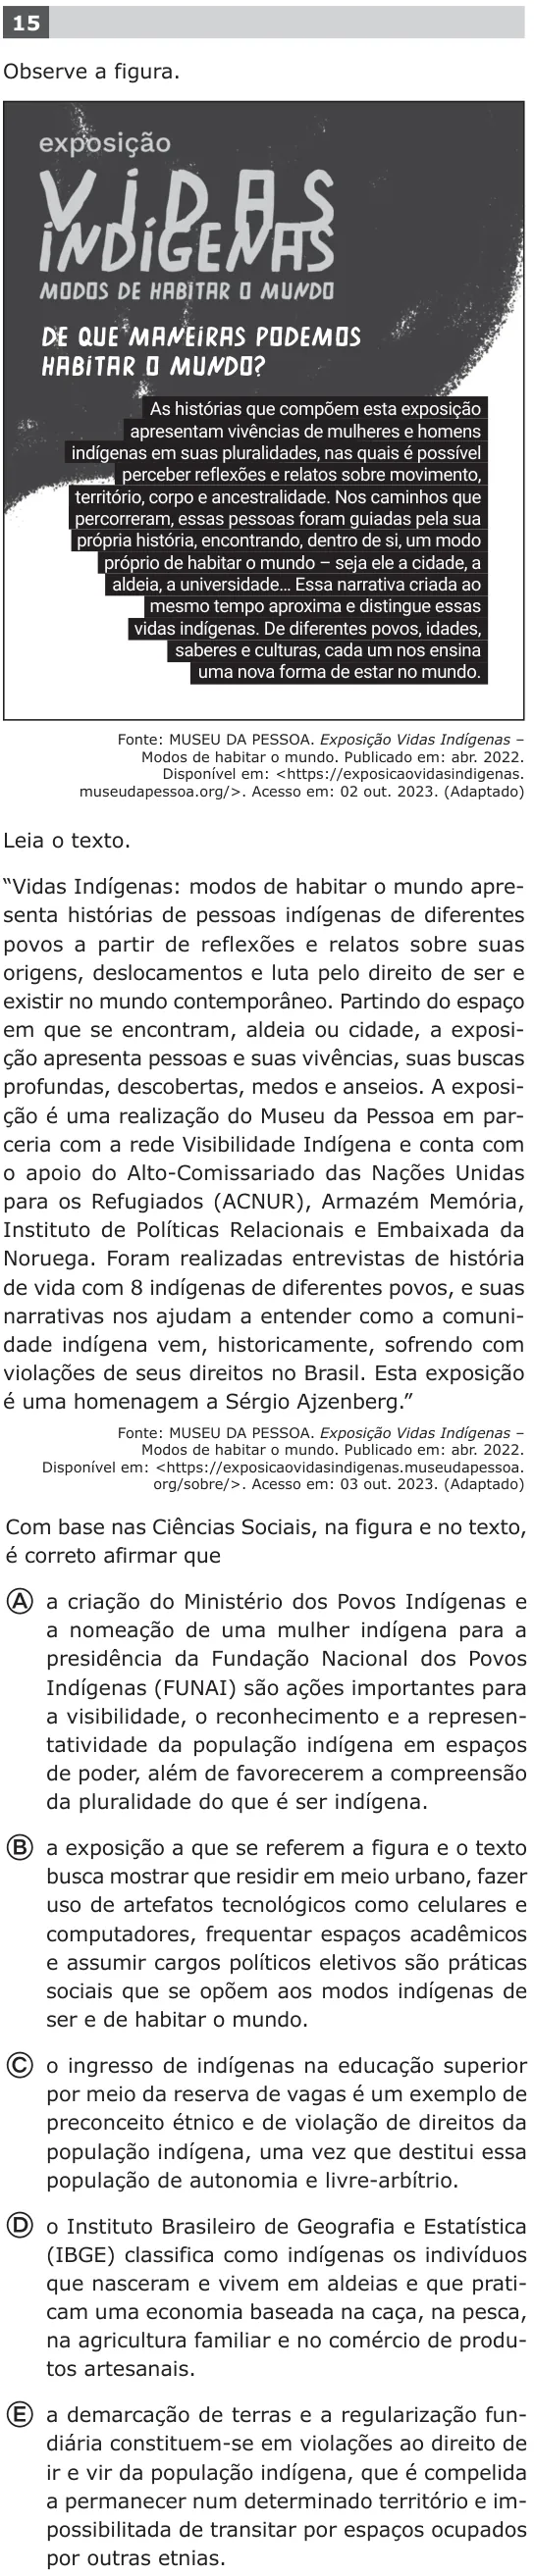 15
Observe a figura.
exposição
VIDAS
INDÍGENAS
MODOS DE HABITAR O MUNDO
DE QUE MANEIRAS PODEMOS
HABITAR O MUNDO?
As histórias que compõem esta exposição
apresentam vivências de mulheres e homens
indígenas em suas pluralidades, nas quais é possível
perceber reflexões e relatos sobre movimento,
território, corpo e ancestralidade. Nos caminhos que
percorreram, essas pessoas foram guiadas pela sua
própria história, encontrando, dentro de si, um modo
próprio de habitar o mundo – seja ele a cidade, a
aldeia, a universidade... Essa narrativa criada ao
mesmo tempo aproxima e distingue essas
vidas indígenas. De diferentes povos, idades,
saberes e culturas, cada um nos ensina
uma nova forma de estar no mundo.
Fonte: MUSEU DA PESSOA. Exposição Vidas Indígenas –
Modos de habitar o mundo. Publicado em: abr. 2022.
Disponível em: <https://exposicaovidasindigenas.
museudapessoa.org/>. Acesso em: 02 out. 2023. (Adaptado)
Leia o texto.
“Vidas Indígenas: modos de habitar o mundo apre-
senta histórias de pessoas indígenas de diferentes
povos a partir de reflexões e relatos sobre suas
origens, deslocamentos e luta pelo direito de ser e
existir no mundo contemporâneo. Partindo do espaço
em que se encontram, aldeia ou cidade, a exposi-
ção apresenta pessoas e suas vivências, suas buscas
profundas, descobertas, medos e anseios. A exposi-
ção é uma realização do Museu da Pessoa em par-
ceria com a rede Visibilidade Indígena e conta com
o apoio do Alto-Comissariado das Nações Unidas
para os Refugiados (ACNUR), Armazém Memória,
Instituto de Políticas Relacionais e Embaixada da
Noruega. Foram realizadas entrevistas de história
de vida com 8 indígenas de diferentes povos, e suas
narrativas nos ajudam a entender como a comuni-
dade indígena vem, historicamente, sofrendo com
violações de seus direitos no Brasil. Esta exposição
é uma homenagem a Sérgio Ajzenberg.”
Fonte: MUSEU DA PESSOA. Exposição Vidas Indígenas –
Modos de habitar o mundo. Publicado em: abr. 2022.
Disponível em: <https://exposicaovidasindigenas.museudapessoa.
org/sobre/>. Acesso em: 03 out. 2023. (Adaptado)
Com base nas Ciências Sociais, na figura e no texto,
é correto afirmar que
A a criação do Ministério dos Povos Indígenas e
a nomeação de uma mulher indígena para a
presidência da Fundação Nacional dos Povos
Indígenas (FUNAI) são ações importantes para
a visibilidade, o reconhecimento e a represen-
tatividade da população indígena em espaços
de poder, além de favorecerem a compreensão
da pluralidade do que é ser indígena.
B a exposição a que se referem a figura e o texto
busca mostrar que residir em meio urbano, fazer
uso de artefatos tecnológicos como celulares e
computadores, frequentar espaços acadêmicos
e assumir cargos políticos eletivos são práticas
sociais que se opõem aos modos indígenas de
ser e de habitar o mundo.
C o ingresso de indígenas na educação superior
por meio da reserva de vagas é um exemplo de
preconceito étnico e de violação de direitos da
população indígena, uma vez que destitui essa
população de autonomia e livre-arbítrio.
D o Instituto Brasileiro de Geografia e Estatística
(IBGE) classifica como indígenas os indivíduos
que nasceram e vivem em aldeias e que prati-
cam uma economia baseada na caça, na pesca,
na agricultura familiar e no comércio de produ-
tos artesanais.
E a demarcação de terras e a regularização fun-
diária constituem-se em violações ao direito de
ir e vir da população indígena, que é compelida
a permanecer num determinado território e im-
possibilitada de transitar por espaços ocupados
por outras etnias.